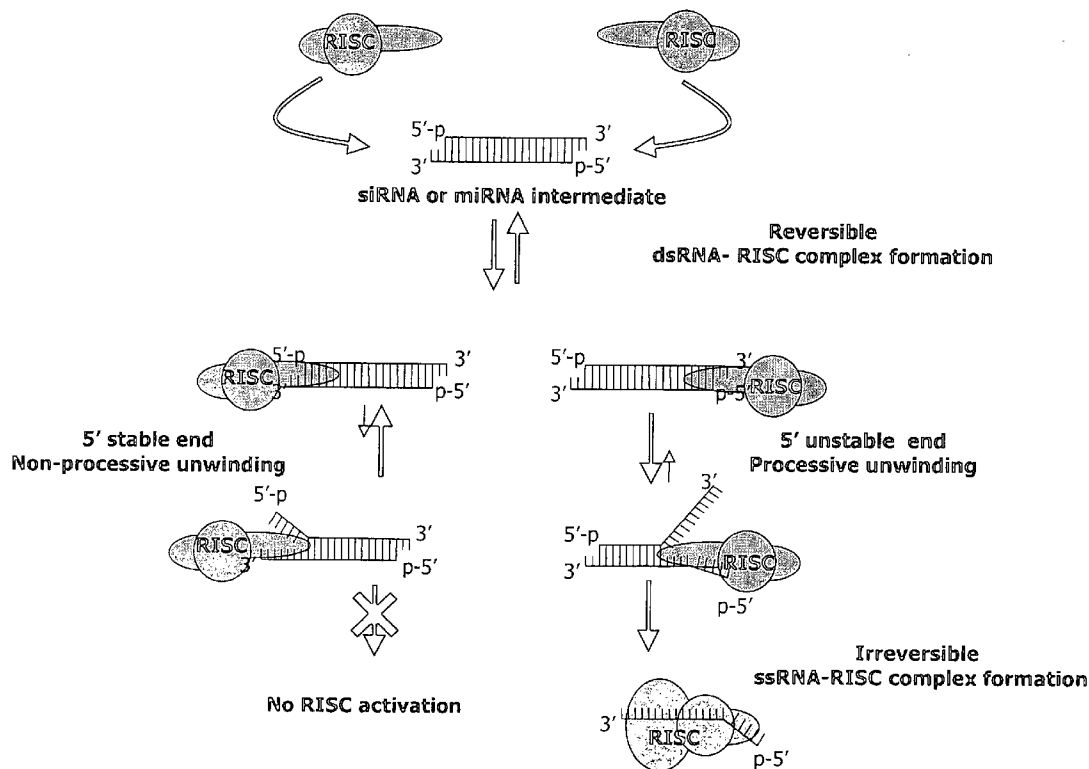 RISC RISC
5′-p 3′
3′ p-5′
siRNA or miRNA intermediate
Reversible
dsRNA- RISC complex formation
5′-p 3′
RISC
3′ p-5′
5′-p 3′
3′ p-5′ RISC
5′ stable end
Non-processive unwinding
5′ unstable end
Processive unwinding
5′-p
RISC 3′
3′ p-5′
3′
5′-p
3′ RISC
p-5′
No RISC activation
Irreversible
ssRNA-RISC complex formation
3′
RISC
p-5′